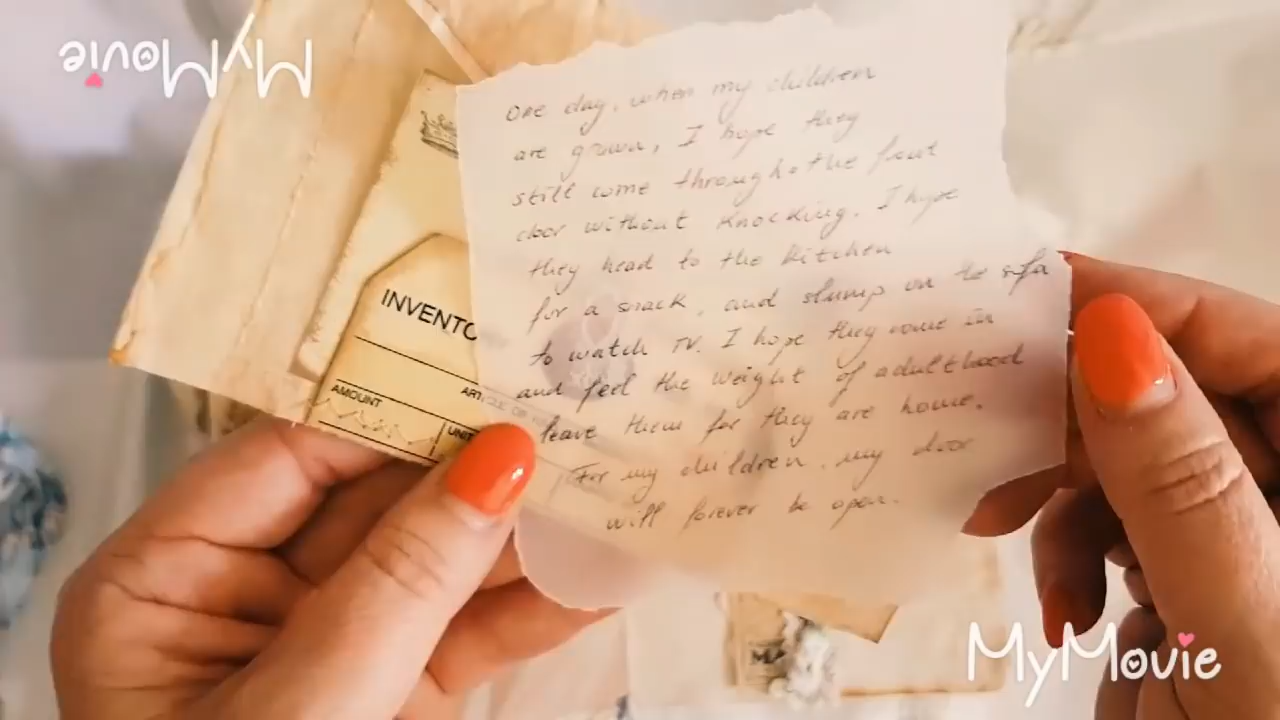 MyMovie
One day, when my children
are grown, I hope they
still come through the front
door without knocking. I hope
they head to the kitchen
for a snack, and slump on the sofa
to watch TV. I hope they come in
and feel the weight of adulthood
leave them for they are home.
For my children, my door
will forever be open.
INVENTO
ARTICLE OF
AMOUNT
UNIT
MyMovie